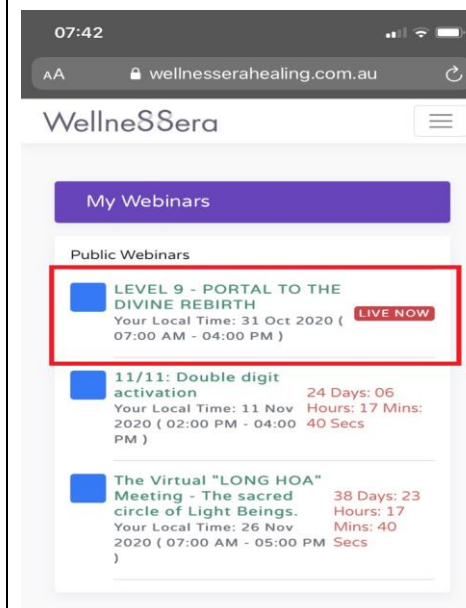 07:42
AA wellnesserahealing.com.au
Wellne88era
My Webinars
Public Webinars
LEVEL 9 - PORTAL TO THE
DIVINE REBIRTH
Your Local Time: 31 Oct 2020 (
07:00 AM - 04:00 PM )
LIVE NOW
11/11: Double digit
activation
Your Local Time: 11 Nov
2020 ( 02:00 PM - 04:00
PM )
24 Days: 06
Hours: 17 Mins:
40 Secs
The Virtual "LONG HOA"
Meeting - The sacred
circle of Light Beings.
Your Local Time: 26 Nov
2020 ( 07:00 AM - 05:00 PM
)
38 Days: 23
Hours: 17
Mins: 40
Secs